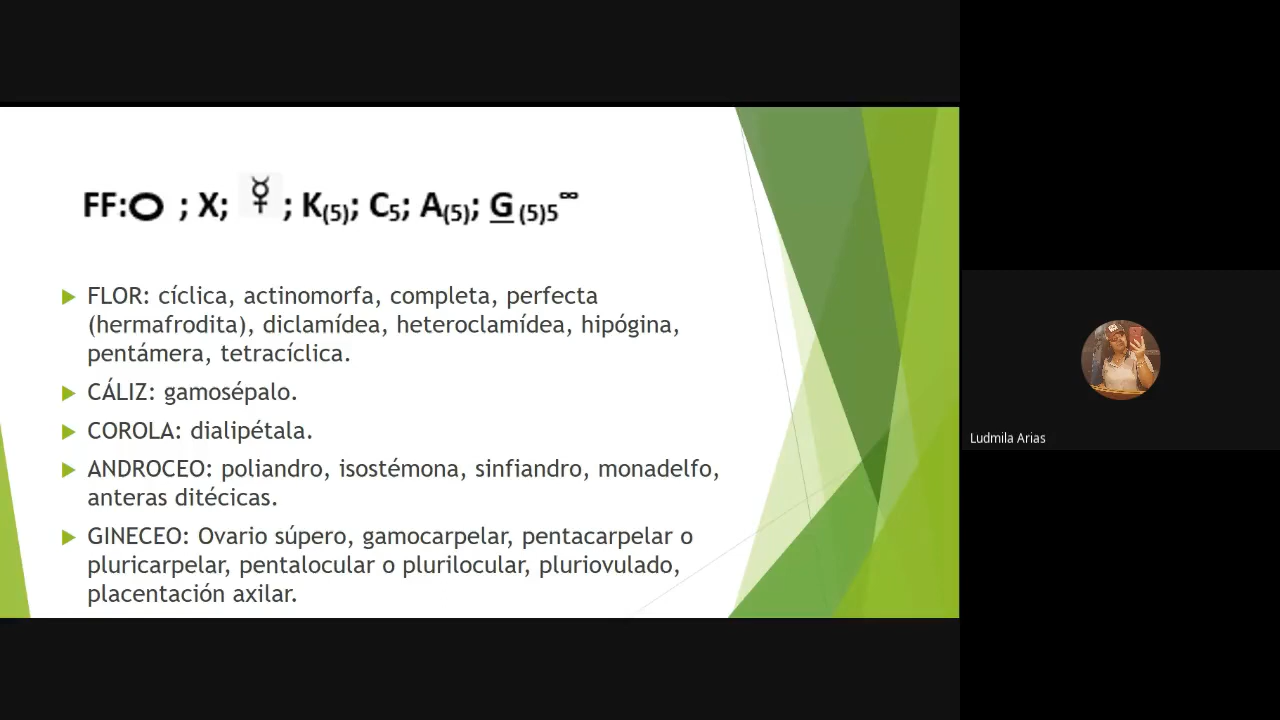 FF:O ; X; ☿ ; K(5); C5; A(5); G (5)5∞
FLOR: cíclica, actinomorfa, completa, perfecta
(hermafrodita), diclamídea, heteroclamídea, hipógina,
pentámera, tetracíclica.
CÁLIZ: gamosépalo.
COROLA: dialipétala.
ANDROCEO: poliandro, isostémona, sinfiandro, monadelfo,
anteras ditécicas.
GINECEO: Ovario súpero, gamocarpelar, pentacarpelar o
pluricarpelar, pentalocular o plurilocular, pluriovulado,
placentación axilar.
Ludmila Arias